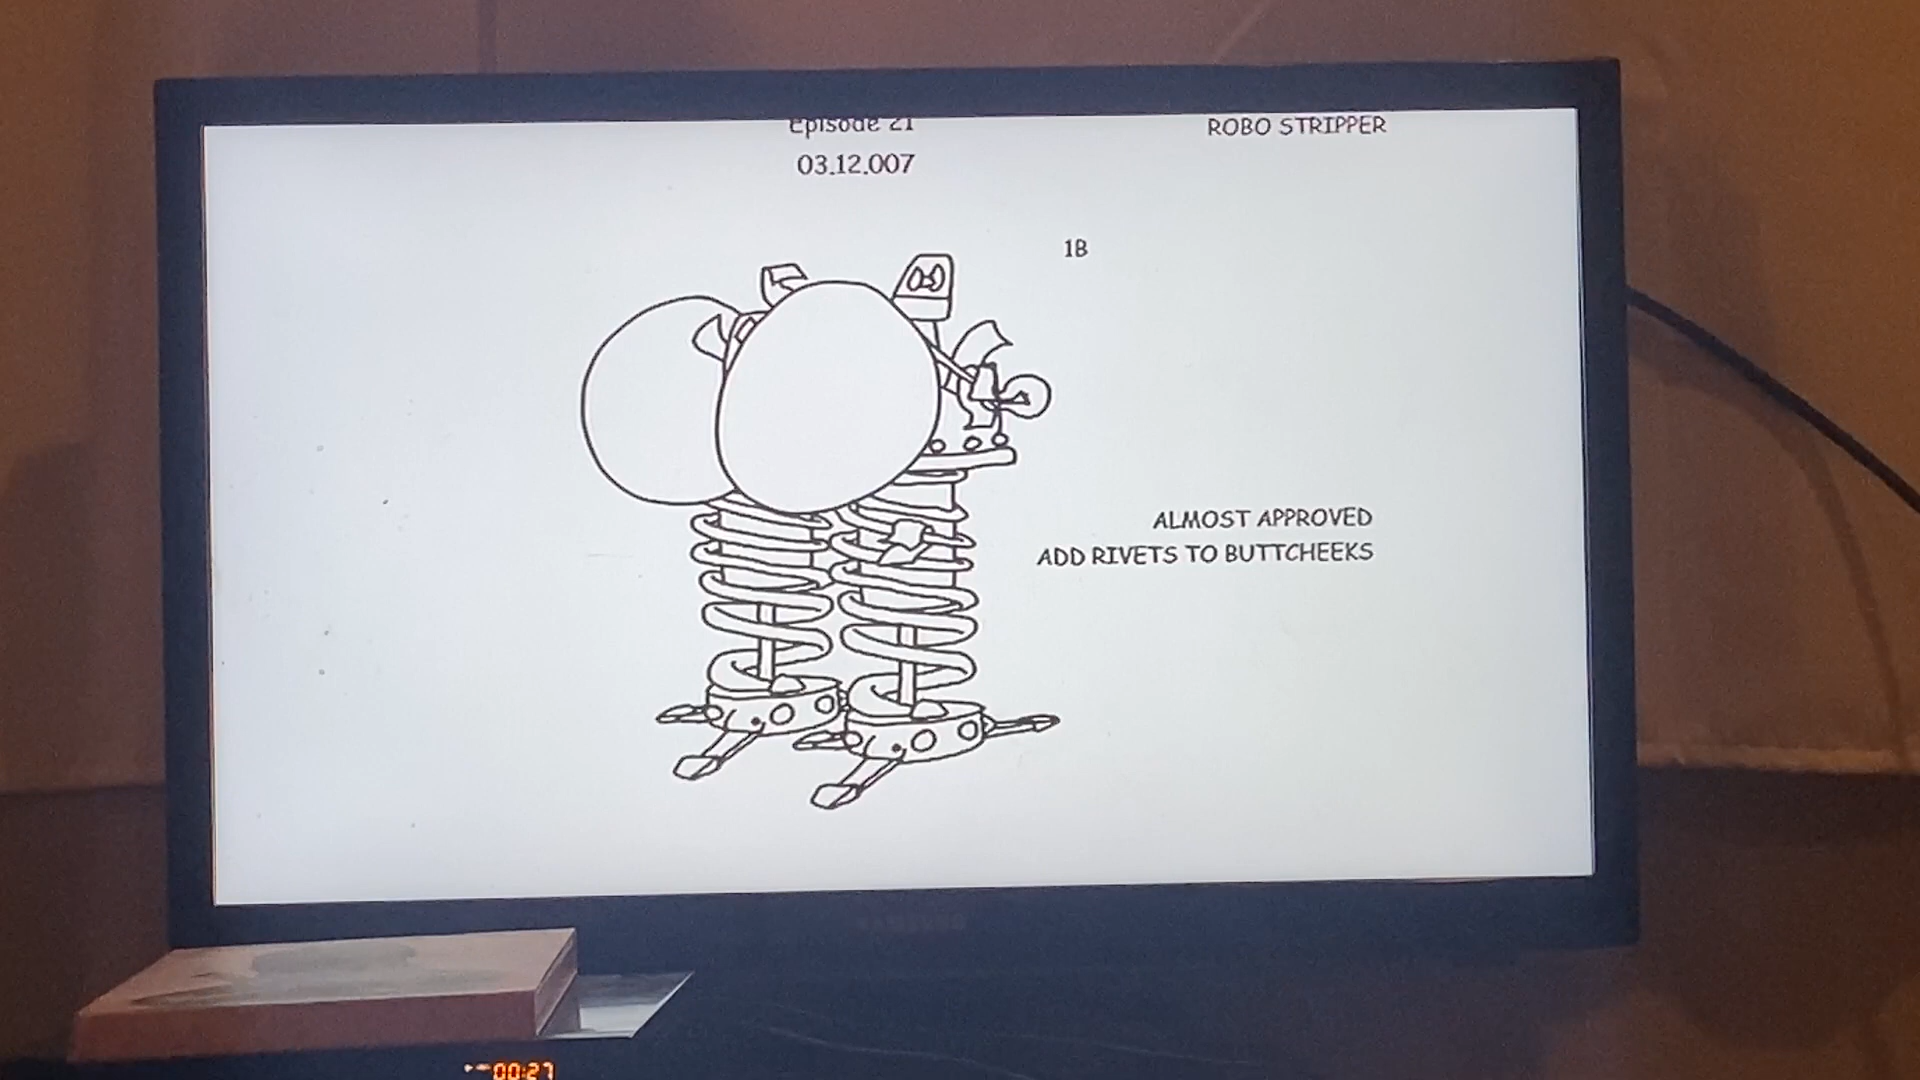 Episode 21
ROBO STRIPPER
03.12.007
1B
ALMOST APPROVED
ADD RIVETS TO BUTTCHEEKS
00:27